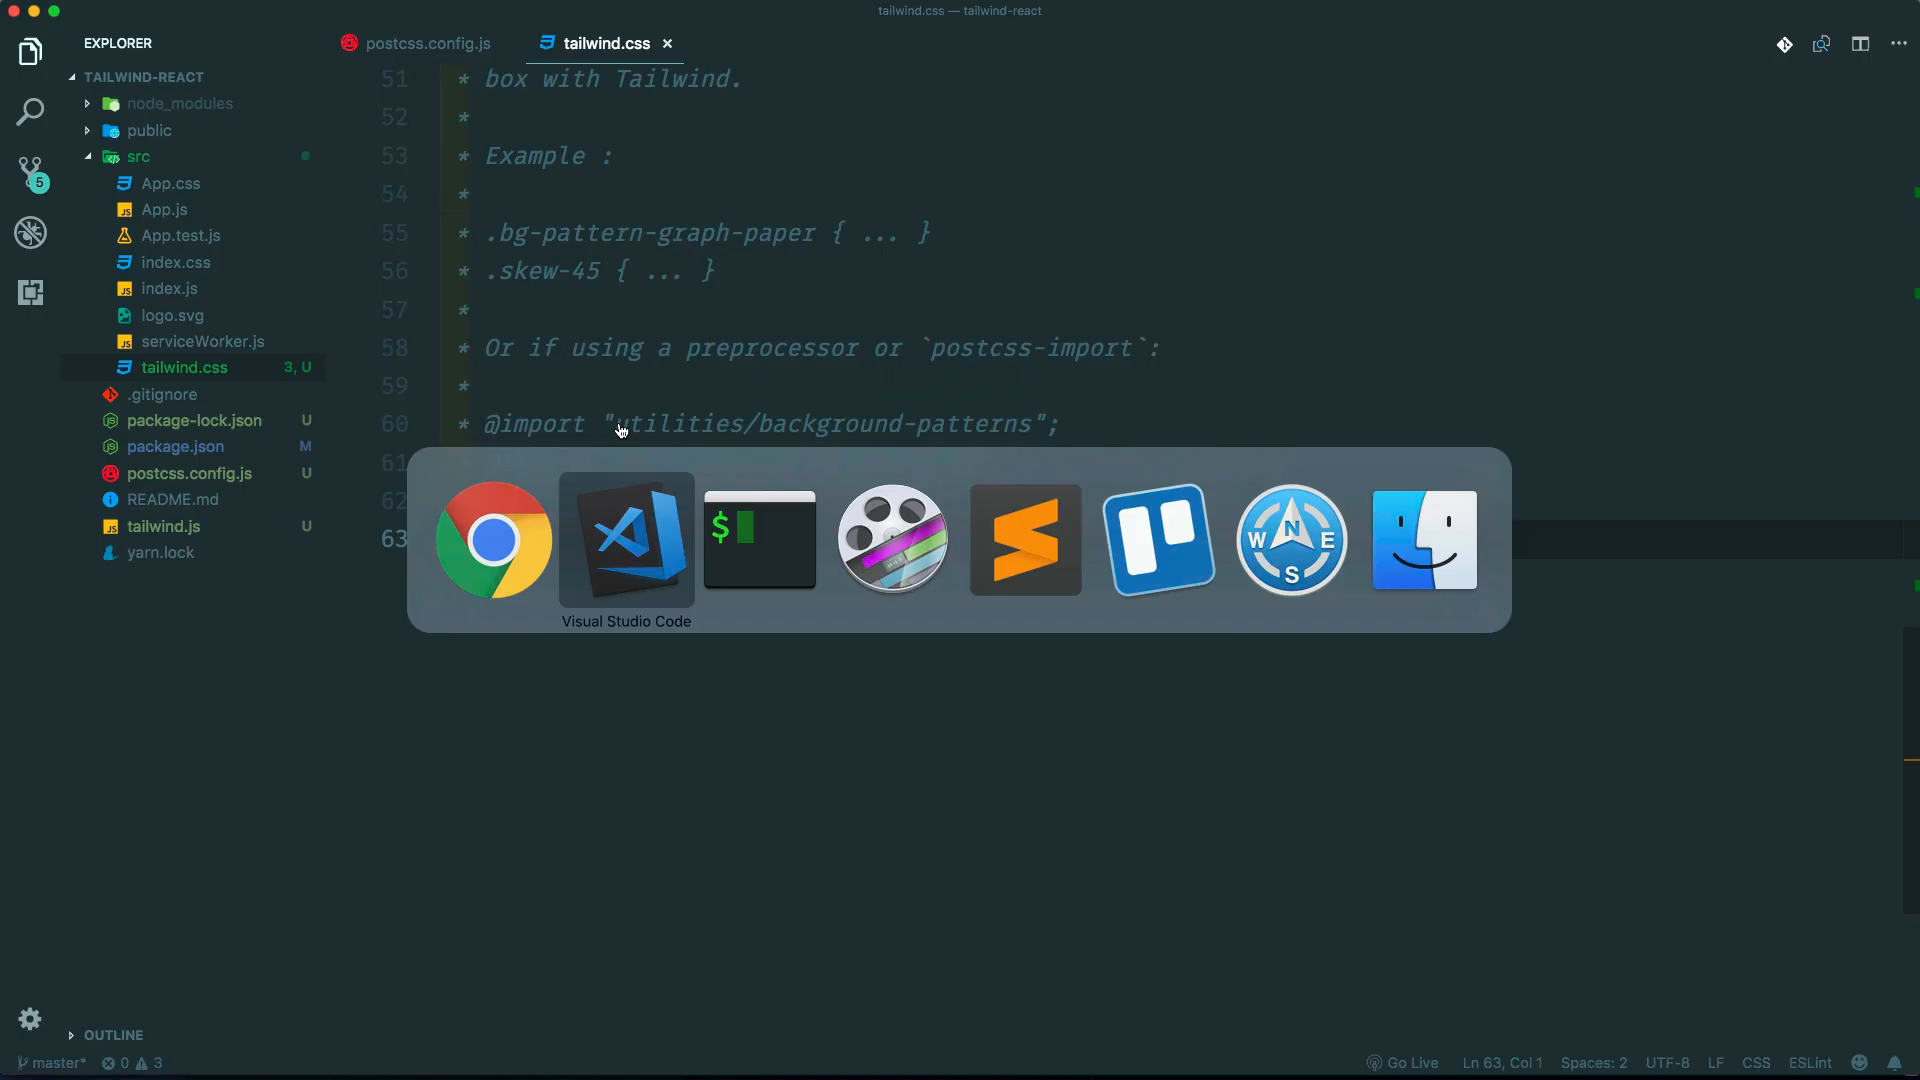 tailwind.css — tailwind-react
EXPLORER
postcss.config.js
tailwind.css
TAILWIND-REACT
node_modules
public
src
App.css
App.js
App.test.js
index.css
index.js
logo.svg
serviceWorker.js
tailwind.css 3, U
.gitignore
package-lock.json U
package.json M
postcss.config.js U
README.md
tailwind.js U
yarn.lock
5
51 * box with Tailwind.
52 *
53 * Example :
54 *
55 * .bg-pattern-graph-paper { ... }
56 * .skew-45 { ... }
57 *
58 * Or if using a preprocessor or `postcss-import`:
59 *
60 * @import "utilities/background-patterns";
61
62
63
$
N
W E
S
Visual Studio Code
OUTLINE
master* 0 3
Go Live Ln 63, Col 1 Spaces: 2 UTF-8 LF CSS ESLint